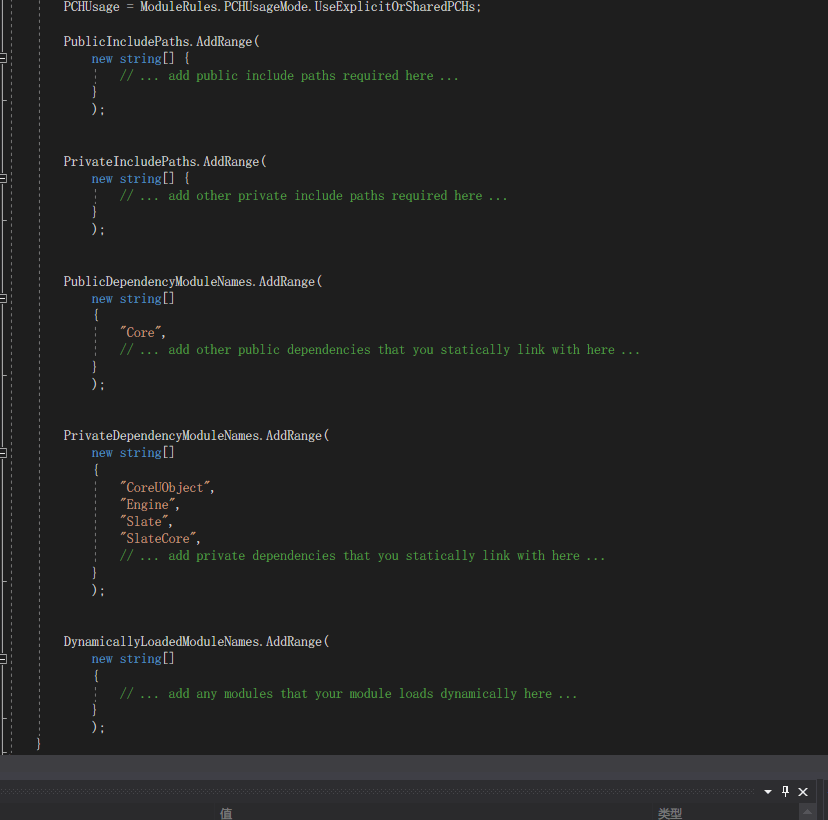 PCHUsage = ModuleRules.PCHUsageMode.UseExplicitOrSharedPCHs;
PublicIncludePaths.AddRange(
new string[] {
// ... add public include paths required here ...
}
);
PrivateIncludePaths.AddRange(
new string[] {
// ... add other private include paths required here ...
}
);
PublicDependencyModuleNames.AddRange(
new string[]
{
"Core",
// ... add other public dependencies that you statically link with here ...
}
);
PrivateDependencyModuleNames.AddRange(
new string[]
{
"CoreUObject",
"Engine",
"Slate",
"SlateCore",
// ... add private dependencies that you statically link with here ...
}
);
DynamicallyLoadedModuleNames.AddRange(
new string[]
{
// ... add any modules that your module loads dynamically here ...
}
);
}
值 类型